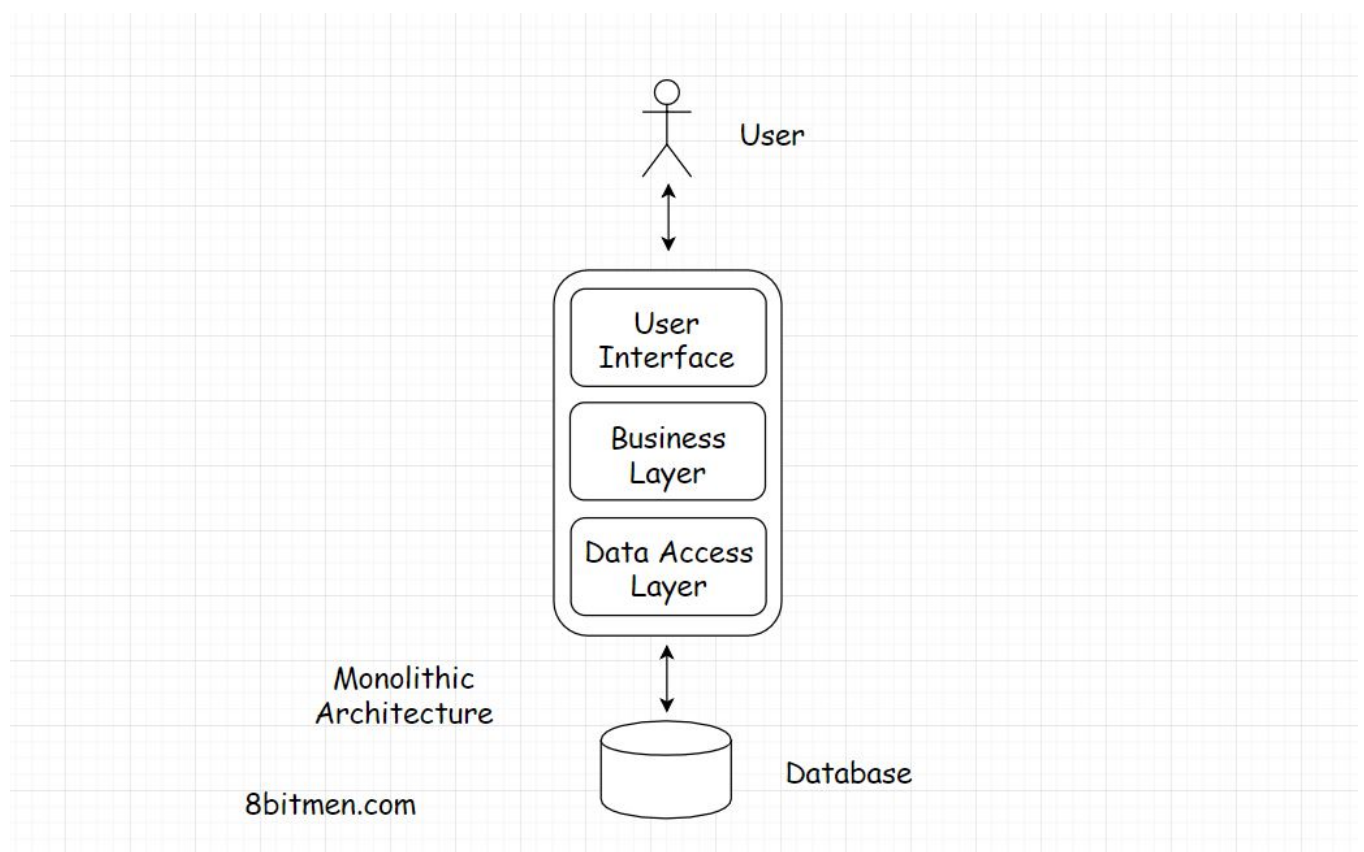 User
User
Interface
Business
Layer
Data Access
Layer
Monolithic
Architecture
Database
8bitmen.com